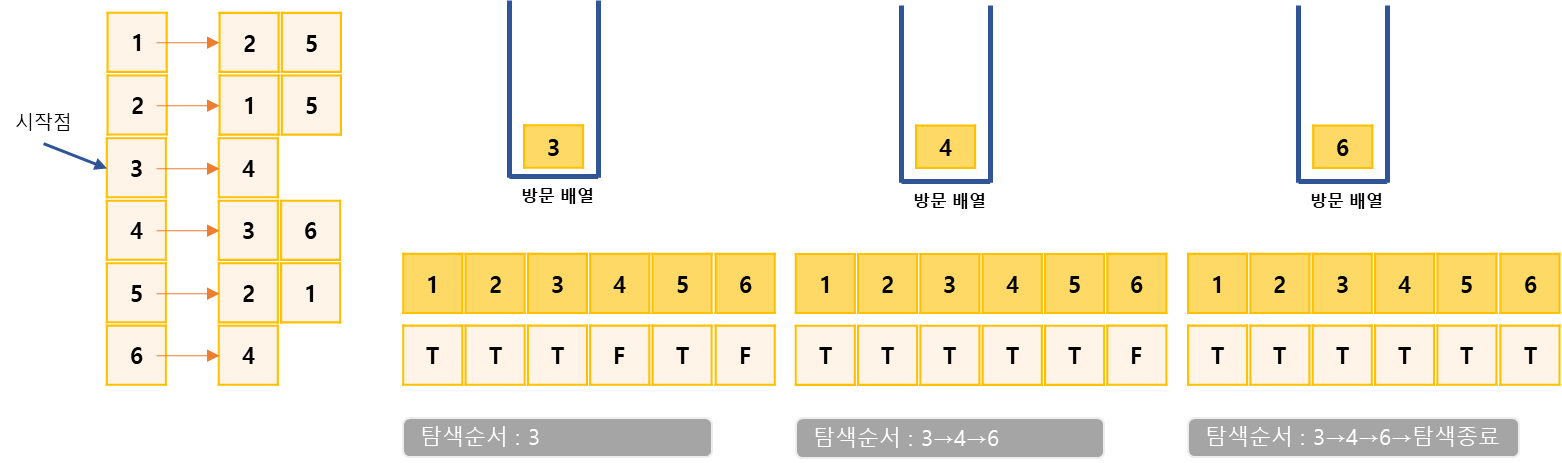 1 2 5
2 1 5
시작점
3 4
4 3 6
5 2 1
6 4
3
방문 배열
1 2 3 4 5 6
T T T F T F
탐색순서 : 3
4
방문 배열
1 2 3 4 5 6
T T T T T F
탐색순서 : 3→4→6
6
방문 배열
1 2 3 4 5 6
T T T T T T
탐색순서 : 3→4→6→탐색종료